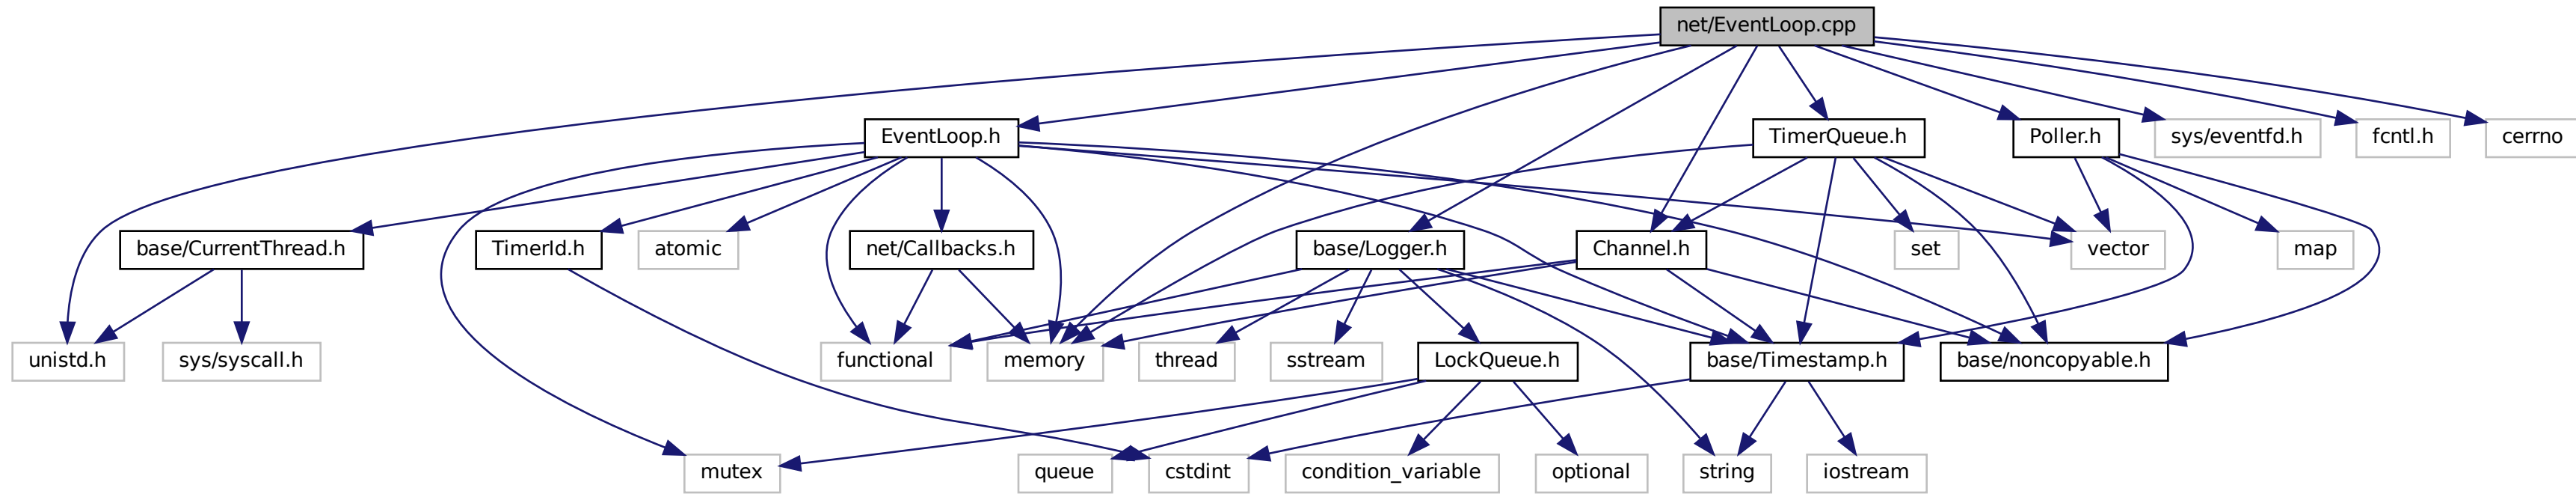 net/EventLoop.cpp
EventLoop.h
TimerQueue.h
Poller.h
sys/eventfd.h
fcntl.h
cerrno
base/CurrentThread.h
TimerId.h
atomic
net/Callbacks.h
base/Logger.h
Channel.h
set
vector
map
unistd.h
sys/syscall.h
functional
memory
thread
sstream
LockQueue.h
base/Timestamp.h
base/noncopyable.h
mutex
queue
cstdint
condition_variable
optional
string
iostream